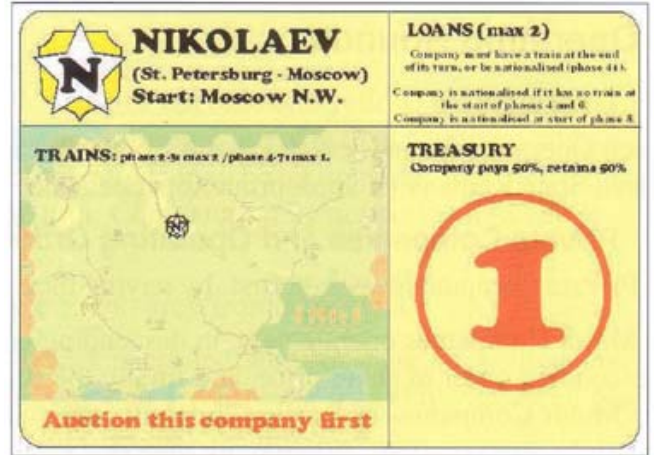 N
NIKOLAEV
(St. Petersburg - Moscow)
Start: Moscow N.W.
LOANS (max 2)
Company must have a train at the end
of its turn, or be nationalised (phase 4+).
Company is nationalised if it has no train at
the start of phases 4 and 6.
Company is nationalised at start of phase 8.
TRAINS: phase 2-3: max 2 / phase 4-7: max 1.
N
Auction this company first
TREASURY
Company pays 50%, retains 50%
1